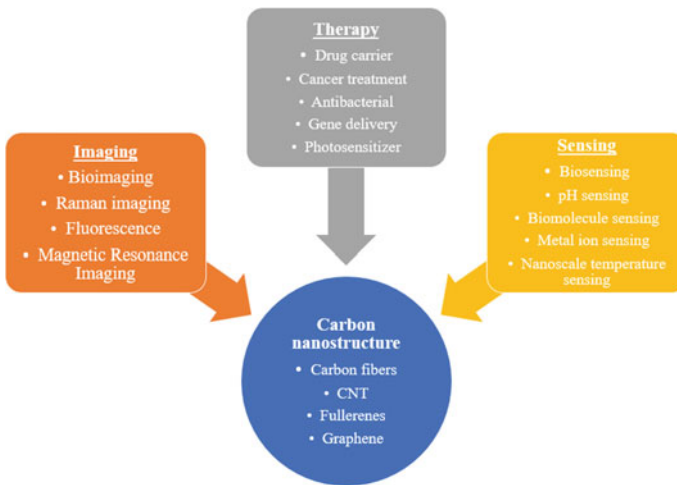 Therapy
• Drug carrier
• Cancer treatment
• Antibacterial
• Gene delivery
• Photosensitizer
Imaging
• Bioimaging
• Raman imaging
• Fluorescence
• Magnetic Resonance
Imaging
Sensing
• Biosensing
• pH sensing
• Biomolecule sensing
• Metal ion sensing
• Nanoscale temperature
sensing
Carbon
nanostructure
• Carbon fibers
• CNT
• Fullerenes
• Graphene